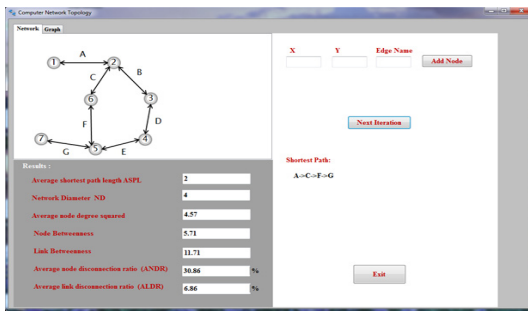 Computer Network Topology
Network Graph
A
1 2
C B
6 3
F D
7 5 4
G E
X Y Edge Name
Add Node
Next Iteration
Shortest Path:
A->C->F->G
Exit
Results :
Average shortest path length ASPL 2
Network Diameter ND 4
Average node degree squared 4.57
Node Betweenness 5.71
Link Betweenness 11.71
Average node disconnection ratio (ANDR) 30.86 %
Average link disconnection ratio (ALDR) 6.86 %